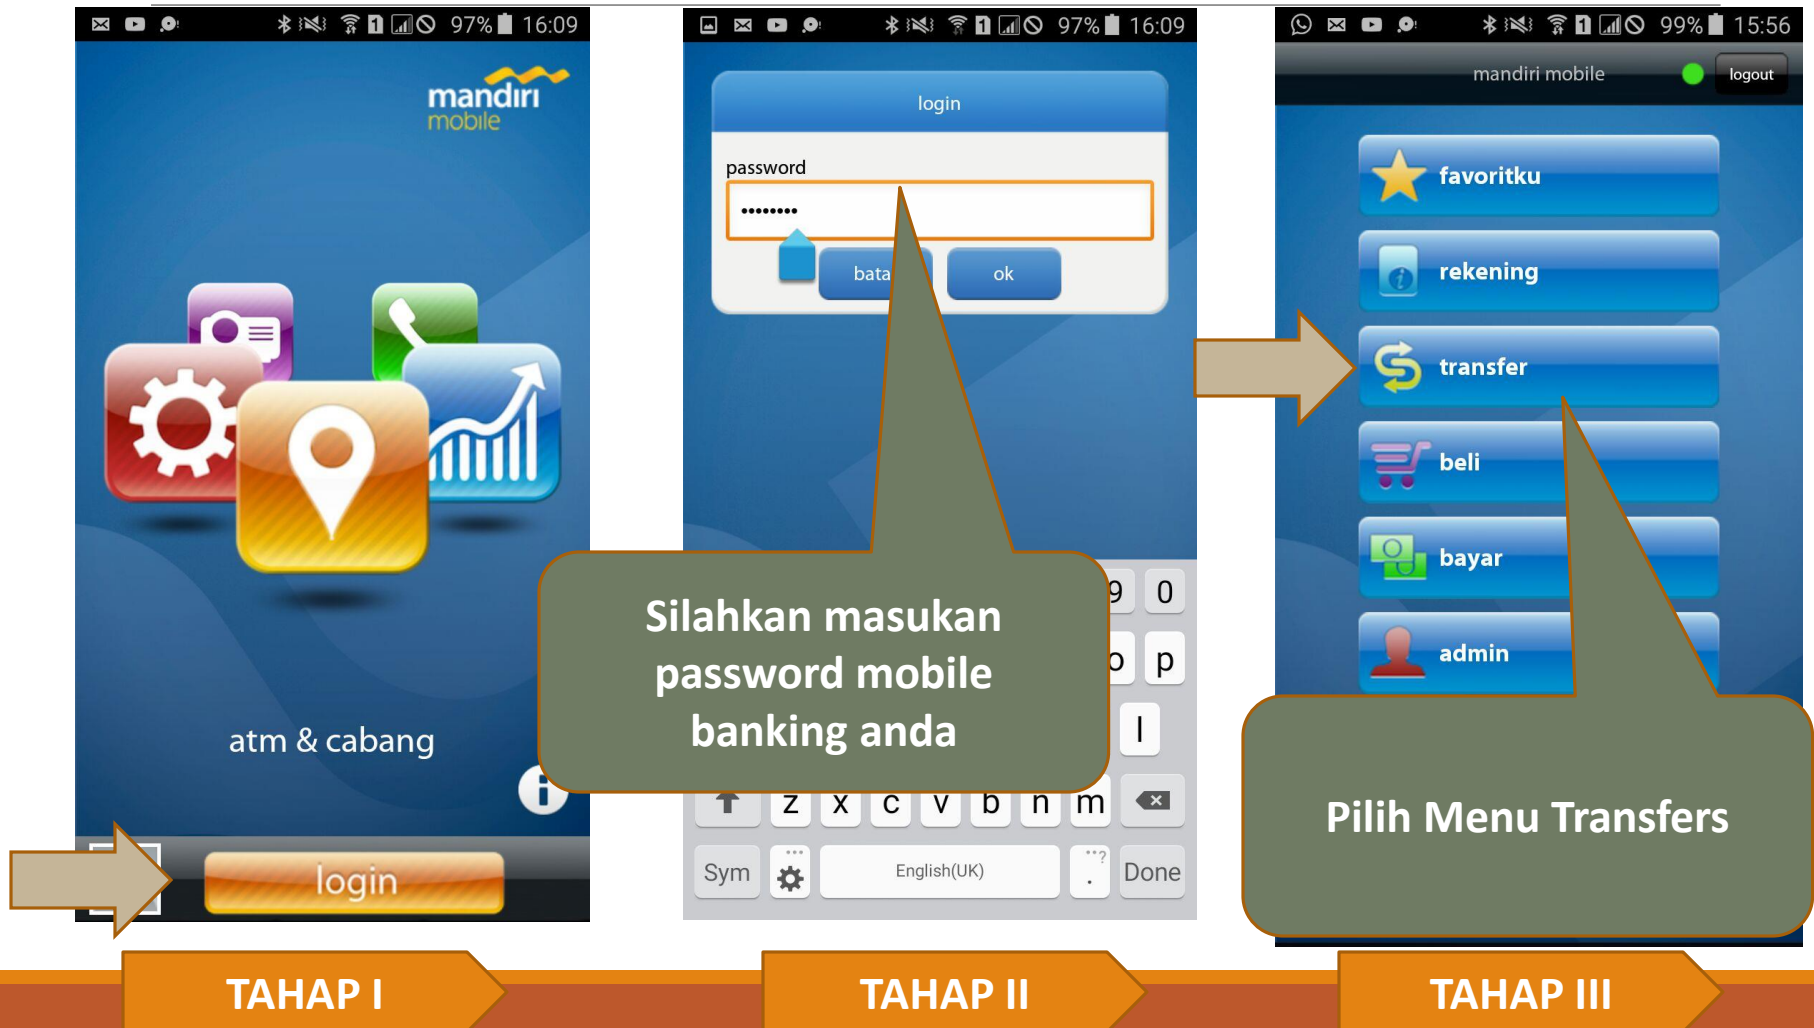 97% 16:09
mandırı
mobile
atm & cabang
login
TAHAP I
97% 16:09
login
password
ok
Silahkan masukan
password mobile
banking anda
9 0
o p
l
z x c v b n m
Sym English(UK) . Done
TAHAP II
99% 15:56
mandiri mobile
logout
favoritku
rekening
transfer
beli
bayar
admin
Pilih Menu Transfers
TAHAP III